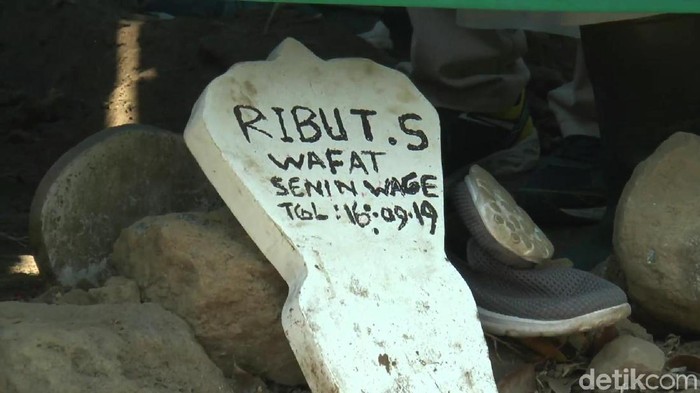 RIBUT.S
WAFAT
SENIN WAGE
TGL:16:09.19
detikcom